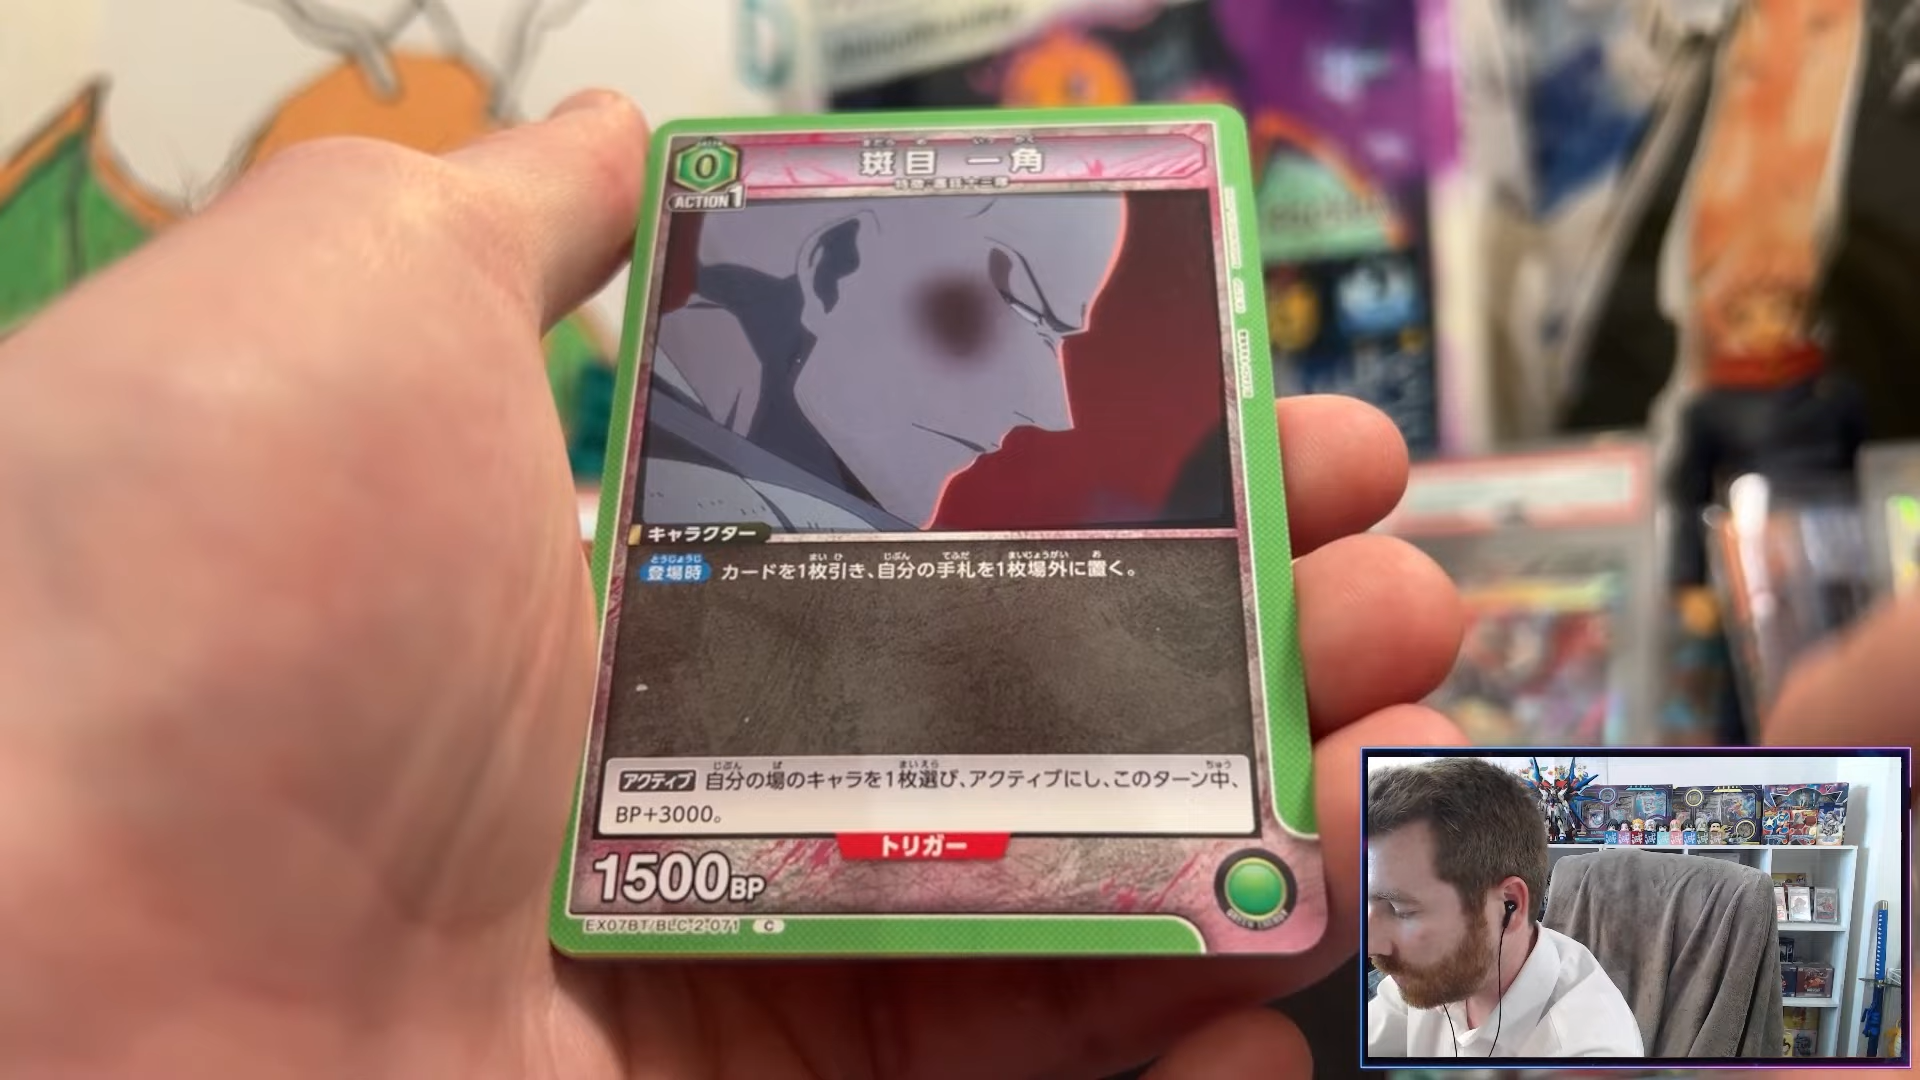 0
斑目 一角
ACTION 1
キャラクター
登場時 カードを1枚引き、自分の手札を1枚場外に置く。
アクティブ 自分の場のキャラを1枚選び、アクティブにし、このターン中、
BP+3000。
トリガー
1500BP
EX07BT/BLC-2-071 C